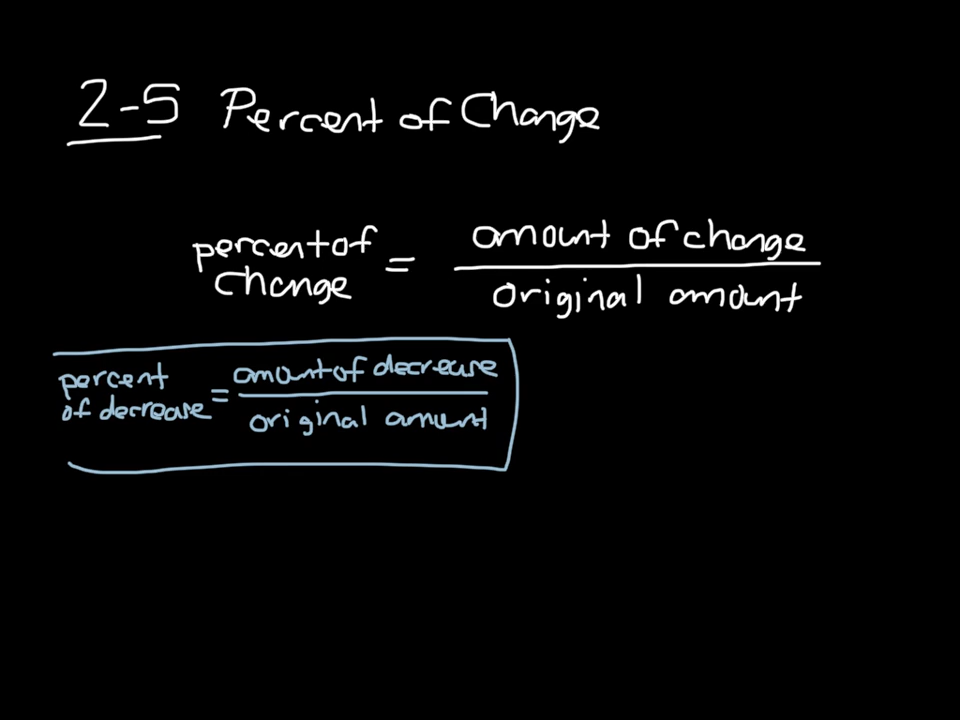 2-5 Percent of Change
percent of
change = amount of change
original amount
percent
of decrease = amount of decrease
original amount